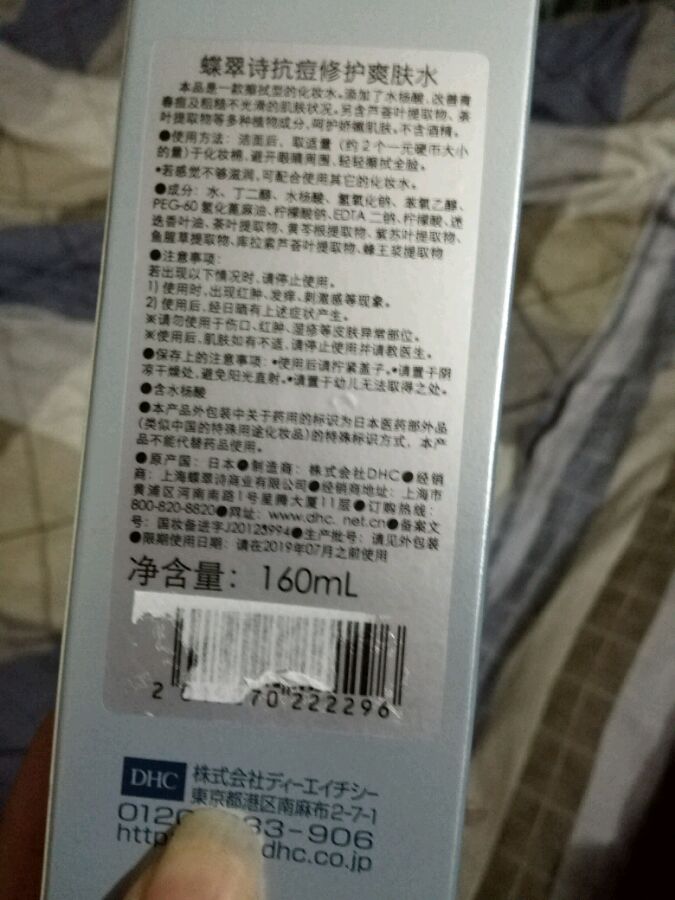 蝶翠诗抗痘修护爽肤水
本品是一款擦拭型的化妆水。添加了水杨酸，改善青
春痘及粗糙不光滑的肌肤状况。另含芦荟叶提取物、茶
叶提取物等多种植物成分，呵护娇嫩肌肤。不含酒精。
●使用方法：洁面后，取适量（约2个一元硬币大小
的量）于化妆棉，避开眼睛周围，轻轻擦拭全脸。
•若感觉不够滋润，可配合使用其它的化妆水。
●成分：水、丁二醇、水杨酸、氢氧化钠、苯氧乙醇、
PEG-60氢化蓖麻油、柠檬酸钠、EDTA二钠、柠檬酸、迷
迭香叶油、茶叶提取物、黄芩根提取物、紫苏叶提取物、
鱼腥草提取物、库拉索芦荟叶提取物、蜂王浆提取物
●注意事项：
若出现以下情况时，请停止使用。
1）使用时，出现红肿、发痒、刺激感等现象。
2）使用后，经日晒有上述症状产生。
※请勿使用于伤口、红肿、湿疹等皮肤异常部位。
※使用后，肌肤如有不适，请停止使用并请教医生。
●保存上的注意事项：•使用后请拧紧盖子。•请置于阴
凉干燥处，避免阳光直射。•请置于幼儿无法取得之处。
●含水杨酸
●本产品外包装中关于药用的标识为日本医药部外品
（类似中国的特殊用途化妆品）的特殊标识方式，本产
品不能代替药品使用。
●原产国：日本●制造商：株式会社DHC●经销
商：上海蝶翠诗商业有限公司●经销商地址：上海市
黄浦区河南南路1号星腾大厦11层●订购热线：
800-820-8820●网址：www.dhc.net.cn●备案文
号：国妆备进字J20123994●生产批号：请见外包装
●限期使用日期：请在2019年07月之前使用
净含量：160mL
2 70 222296
DHC 株式会社ディーエイチシー
東京都港区南麻布2-7-1
0120 33-906
http dhc.co.jp